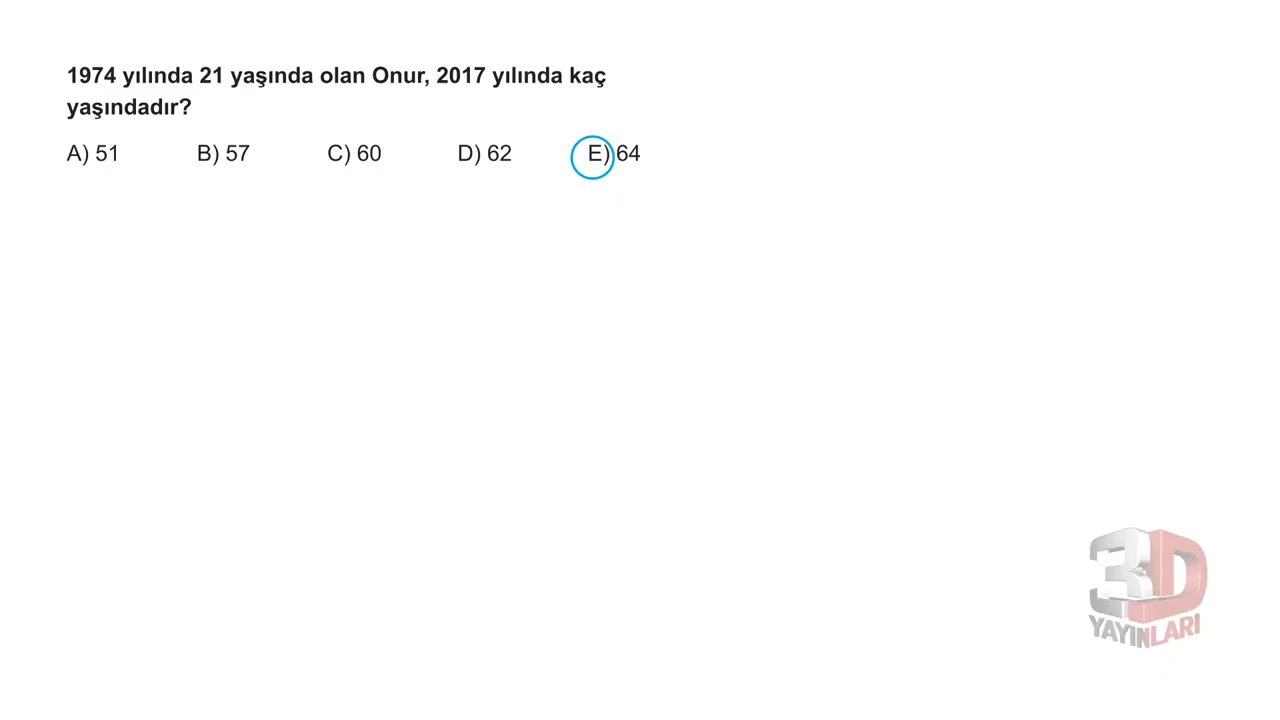 1974 yılında 21 yaşında olan Onur, 2017 yılında kaç
yaşındadır?
A) 51 B) 57 C) 60 D) 62 E) 64
3D
YAYINLARI